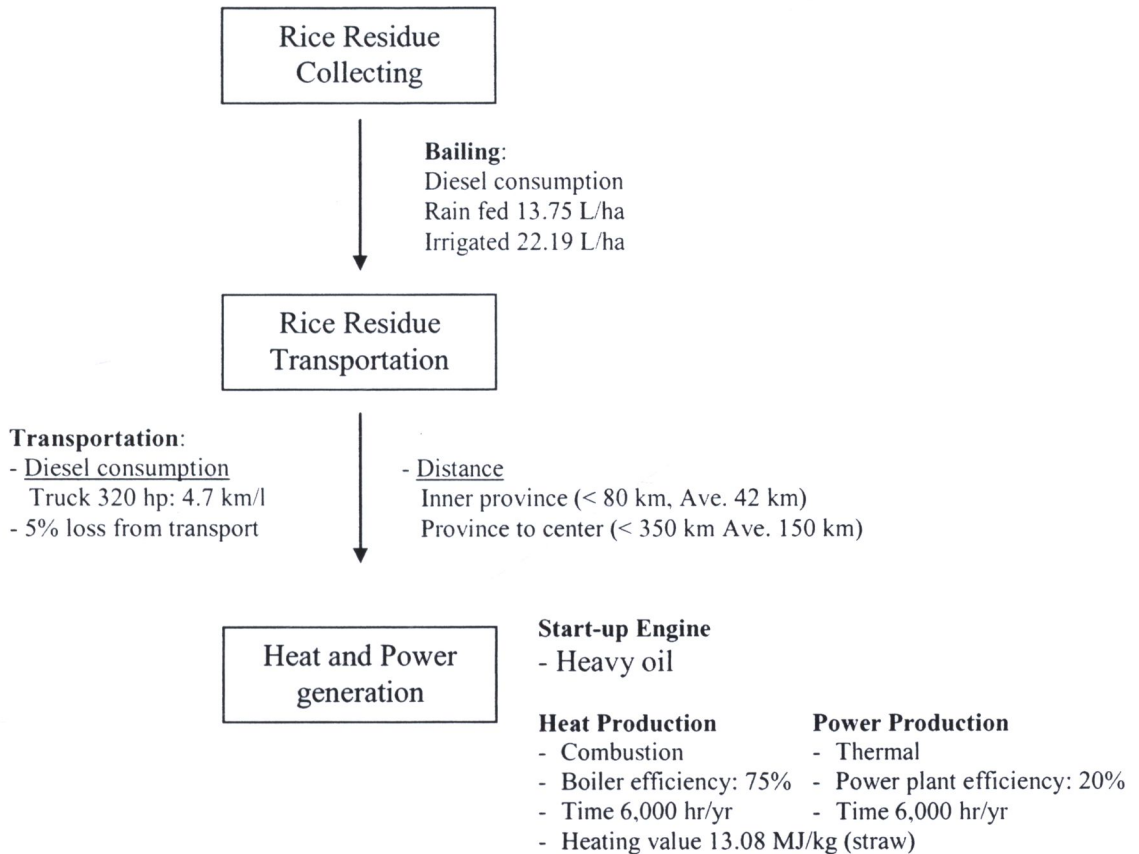 Rice Residue
Collecting
Bailing:
Diesel consumption
Rain fed 13.75 L/ha
Irrigated 22.19 L/ha
Rice Residue
Transportation
Transportation:
- Diesel consumption
Truck 320 hp: 4.7 km/l
- 5% loss from transport
- Distance
Inner province (< 80 km, Ave. 42 km)
Province to center (< 350 km Ave. 150 km)
Heat and Power
generation
Start-up Engine
- Heavy oil
Heat Production
- Combustion
- Boiler efficiency: 75%
- Time 6,000 hr/yr
- Heating value 13.08 MJ/kg (straw)
Power Production
- Thermal
- Power plant efficiency: 20%
- Time 6,000 hr/yr